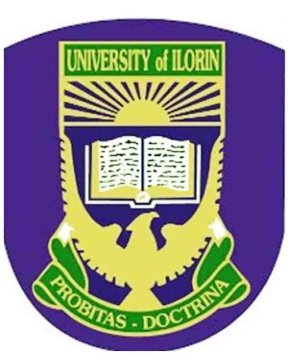 UNIVERSITY of ILORIN
PROBITAS - DOCTRINA